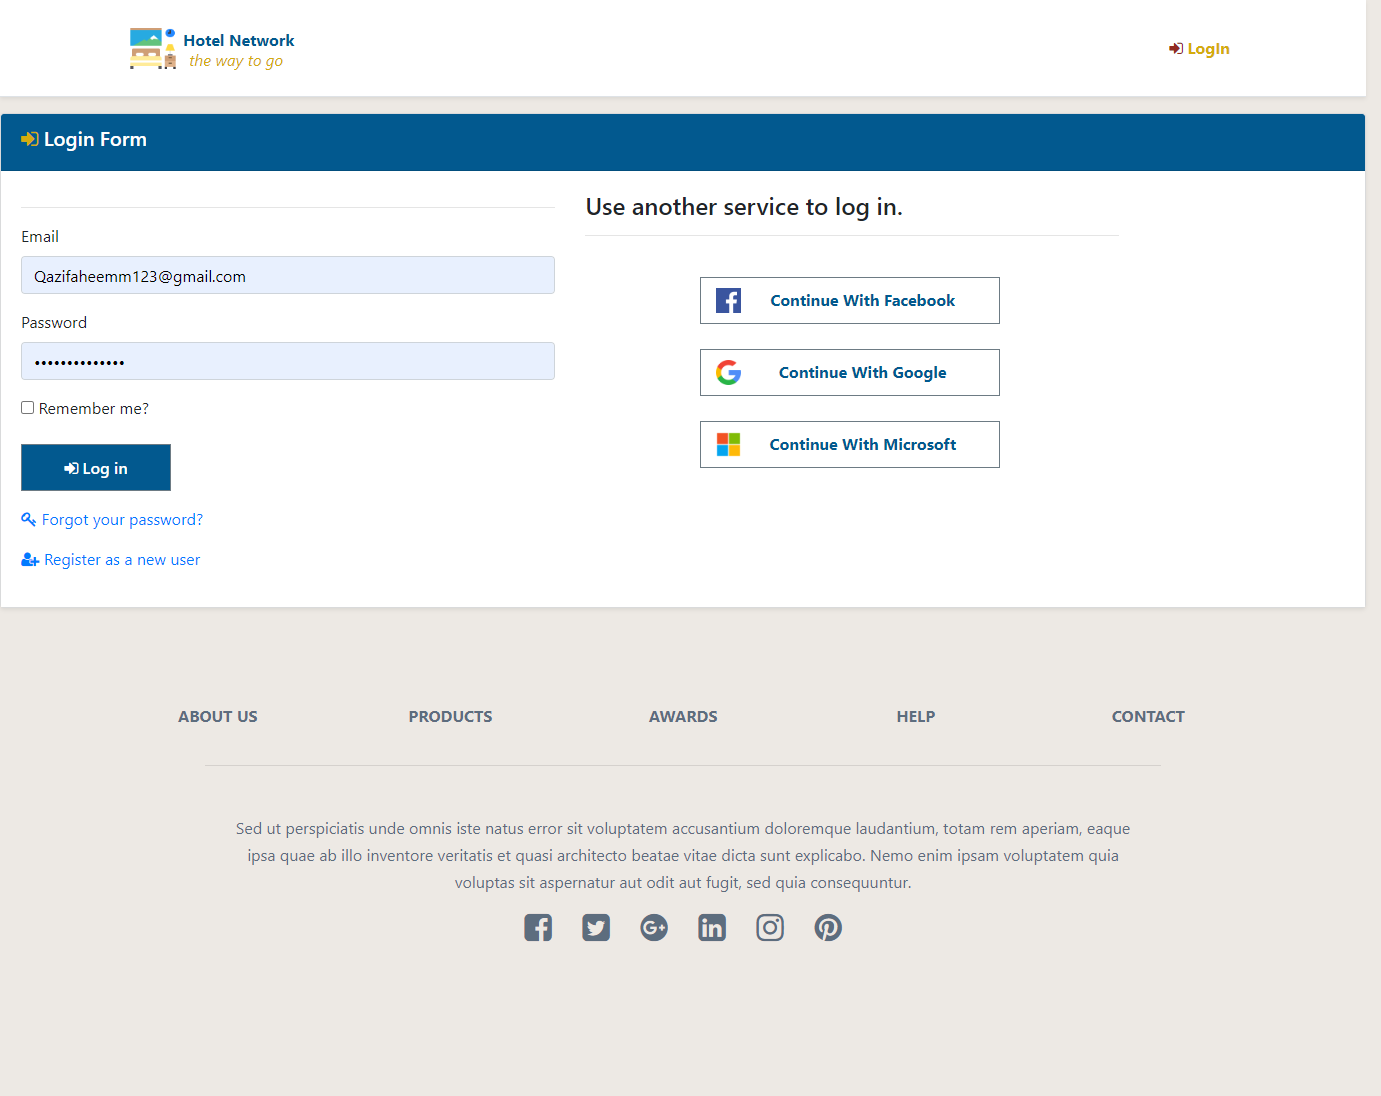 Hotel Network
the way to go
LogIn
Login Form
Email
Qazifaheemm123@gmail.com
Password
••••••••••••••
Remember me?
Log in
Forgot your password?
Register as a new user
Use another service to log in.
Continue With Facebook
Continue With Google
Continue With Microsoft
ABOUT US PRODUCTS AWARDS HELP CONTACT
Sed ut perspiciatis unde omnis iste natus error sit voluptatem accusantium doloremque laudantium, totam rem aperiam, eaque
ipsa quae ab illo inventore veritatis et quasi architecto beatae vitae dicta sunt explicabo. Nemo enim ipsam voluptatem quia
voluptas sit aspernatur aut odit aut fugit, sed quia consequuntur.